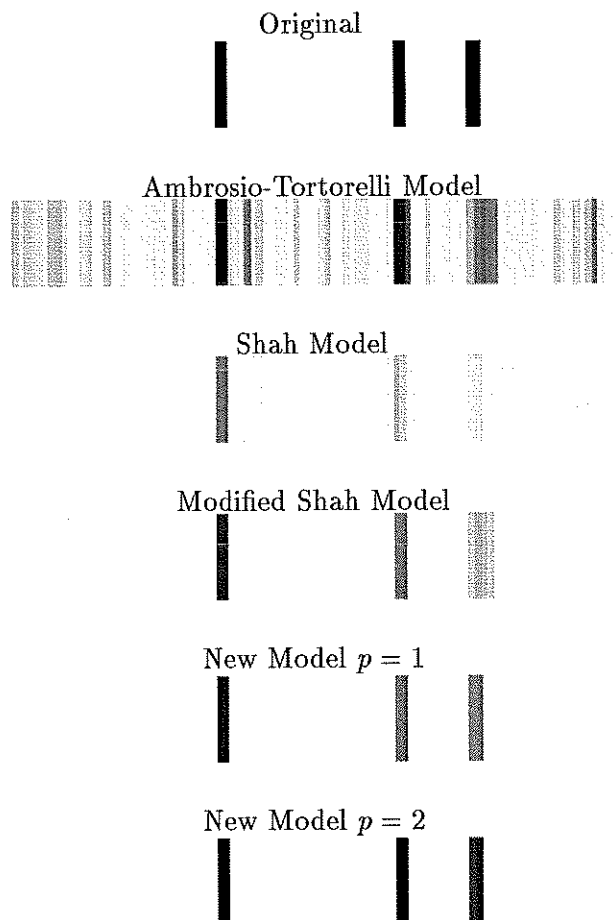 Original
Ambrosio-Tortorelli Model
Shah Model
Modified Shah Model
New Model p = 1
New Model p = 2